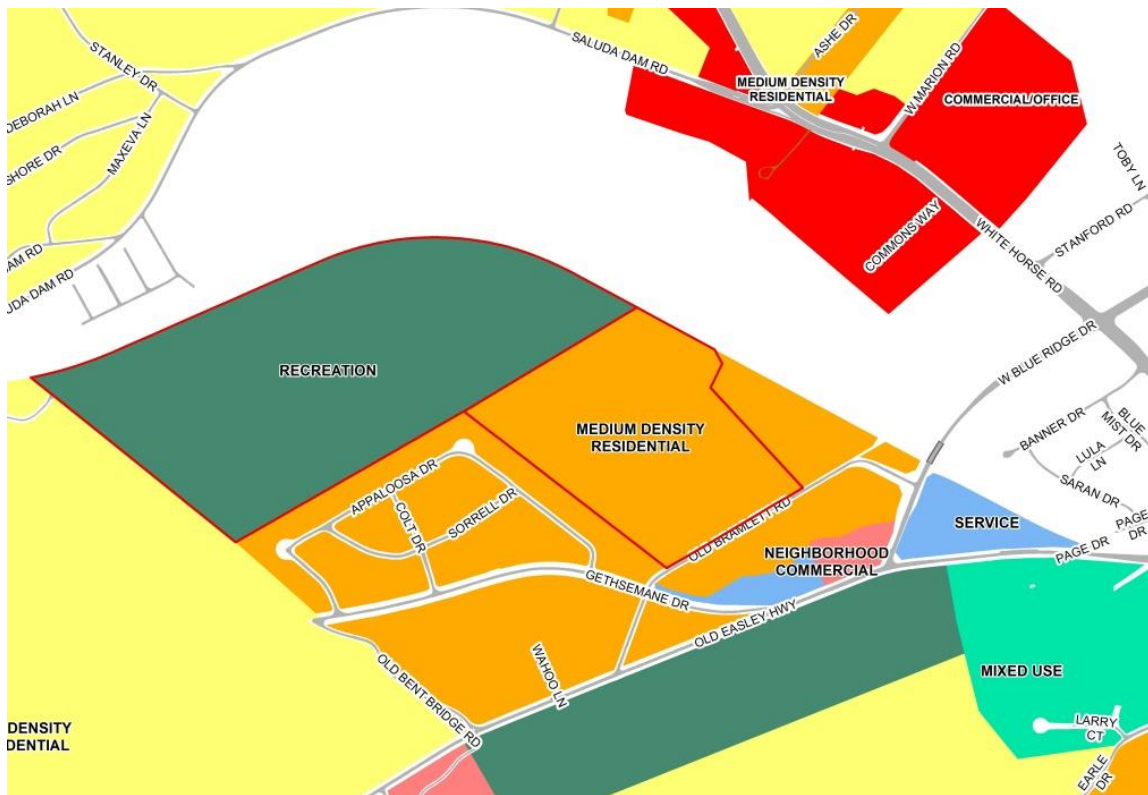 STANLEY DR
DEBORAH LN
SHORE DR
MAXEVA LN
AM RD
UDA DAM RD
SALUDA DAM RD
ASHE DR
MEDIUM DENSITY
RESIDENTIAL
W MARION RD
COMMERCIAL/OFFICE
TOBY LN
STANFORD RD
COMMONS WAY
WHITE HORSE RD
W BLUE RIDGE DR
BANNER DR
BLUE
MIST DR
LULA
LN
SARAN DR
PAGE
DR
PAGE DR
RECREATION
MEDIUM DENSITY
RESIDENTIAL
APPALOOSA DR
COLT DR
SORRELL DR
OLD BRAMLETT RD
SERVICE
NEIGHBORHOOD
COMMERCIAL
GETHSEMANE DR
OLD EASLEY HWY
WAHOO LN
OLD BENT BRIDGE RD
MIXED USE
LARRY
CT
EARLE
DR
DENSITY
DENTIAL